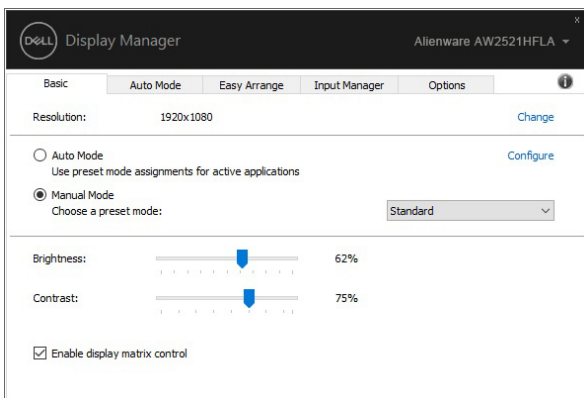 DELL Display Manager Alienware AW2521HFLA
x
Basic Auto Mode Easy Arrange Input Manager Options i
Resolution: 1920x1080 Change
Auto Mode Configure
Use preset mode assignments for active applications
Manual Mode
Choose a preset mode: Standard
Brightness: 62%
Contrast: 75%
Enable display matrix control